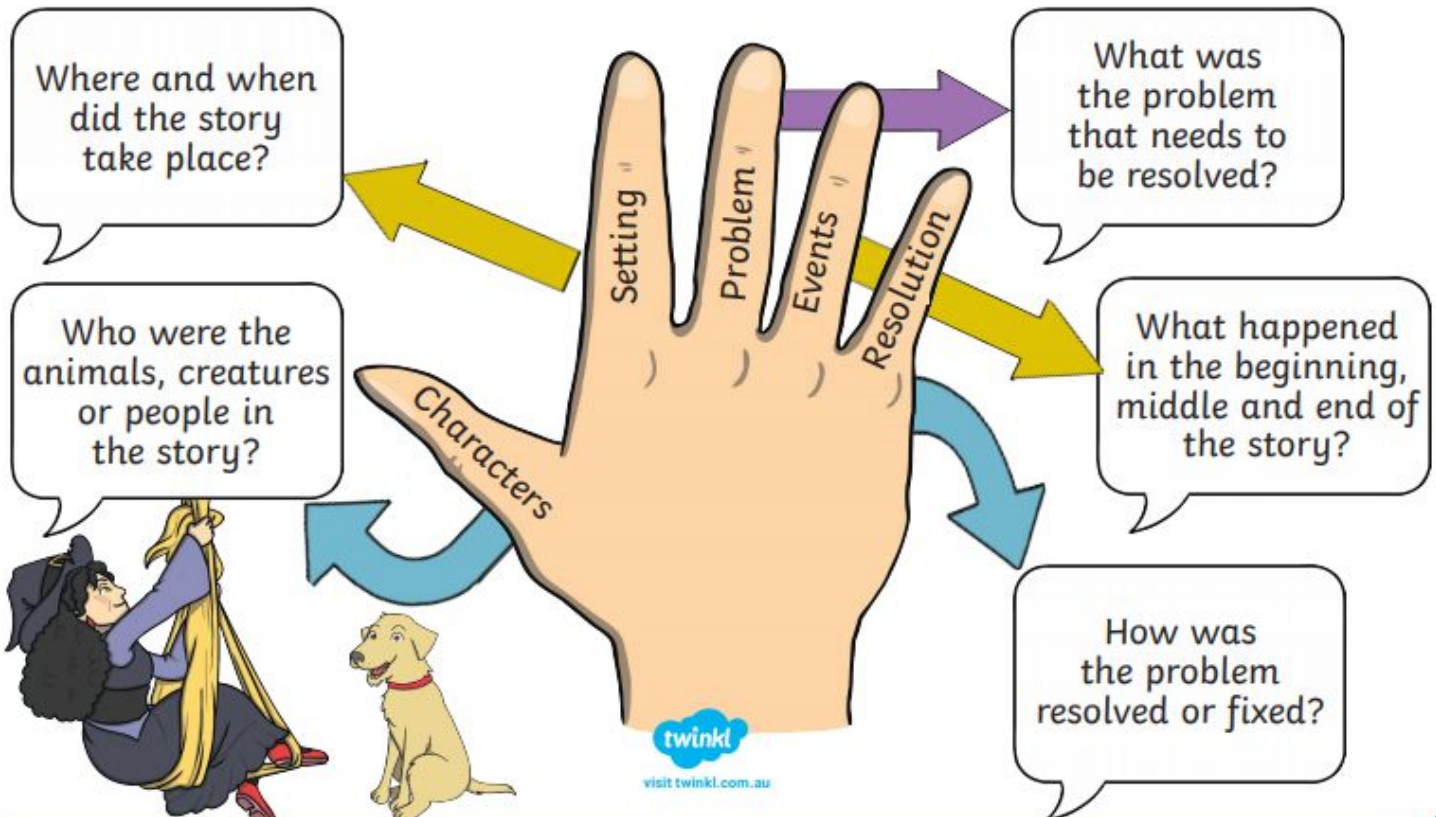 Where and when
did the story
take place?
Who were the
animals, creatures
or people in
the story?
Characters
Setting
Problem
Events
Resolution
What was
the problem
that needs to
be resolved?
What happened
in the beginning,
middle and end of
the story?
How was
the problem
resolved or fixed?
twinkl
visit twinkl.com.au